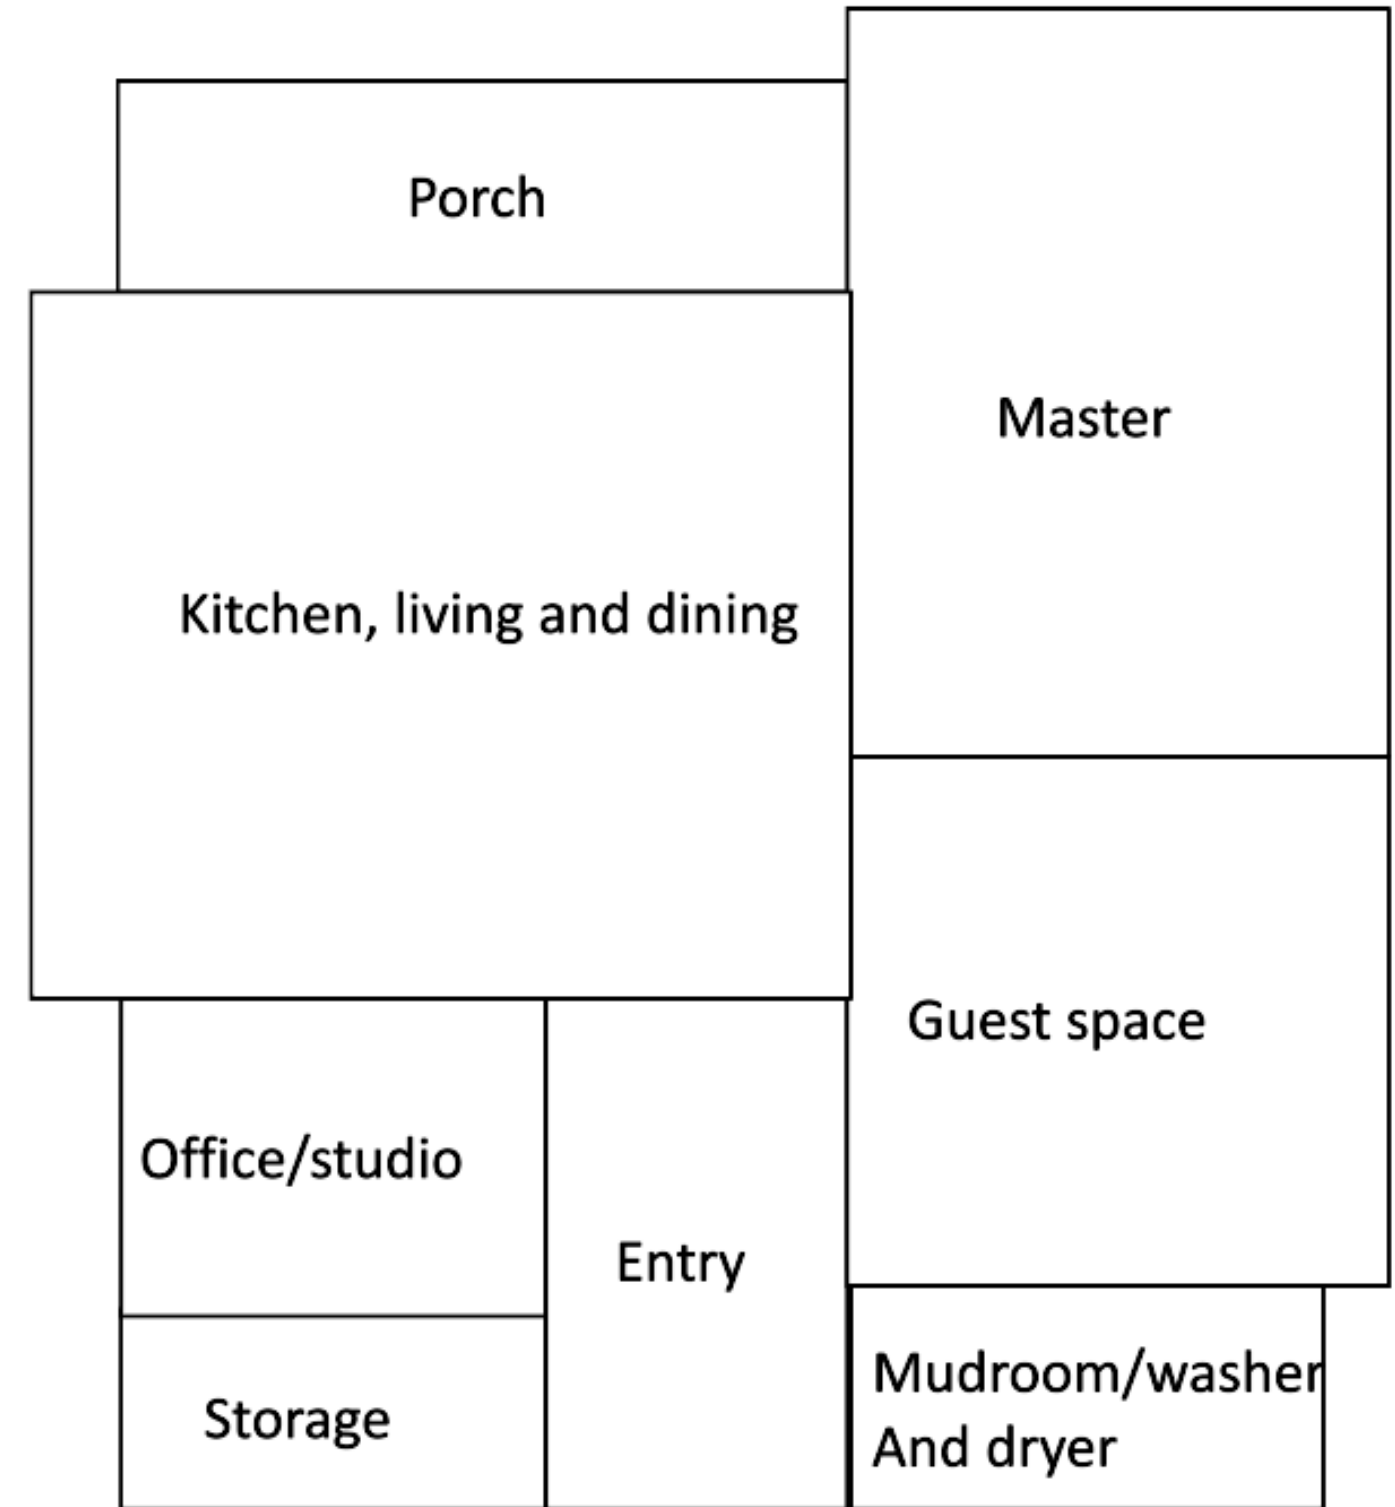 Porch
Master
Kitchen, living and dining
Guest space
Office/studio
Entry
Storage
Mudroom/washer
And dryer